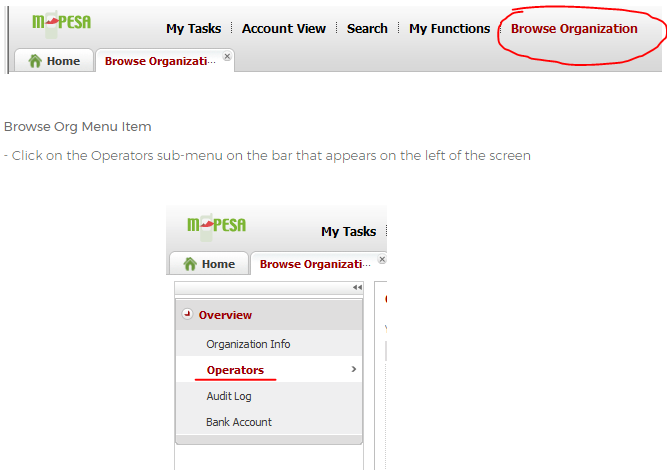 M-PESA
My Tasks Account View Search My Functions Browse Organization
Home Browse Organizati...
Browse Org Menu Item
- Click on the Operators sub-menu on the bar that appears on the left of the screen
M-PESA
My Tasks
Home Browse Organizati...
Overview
Organization Info
Operators
Audit Log
Bank Account